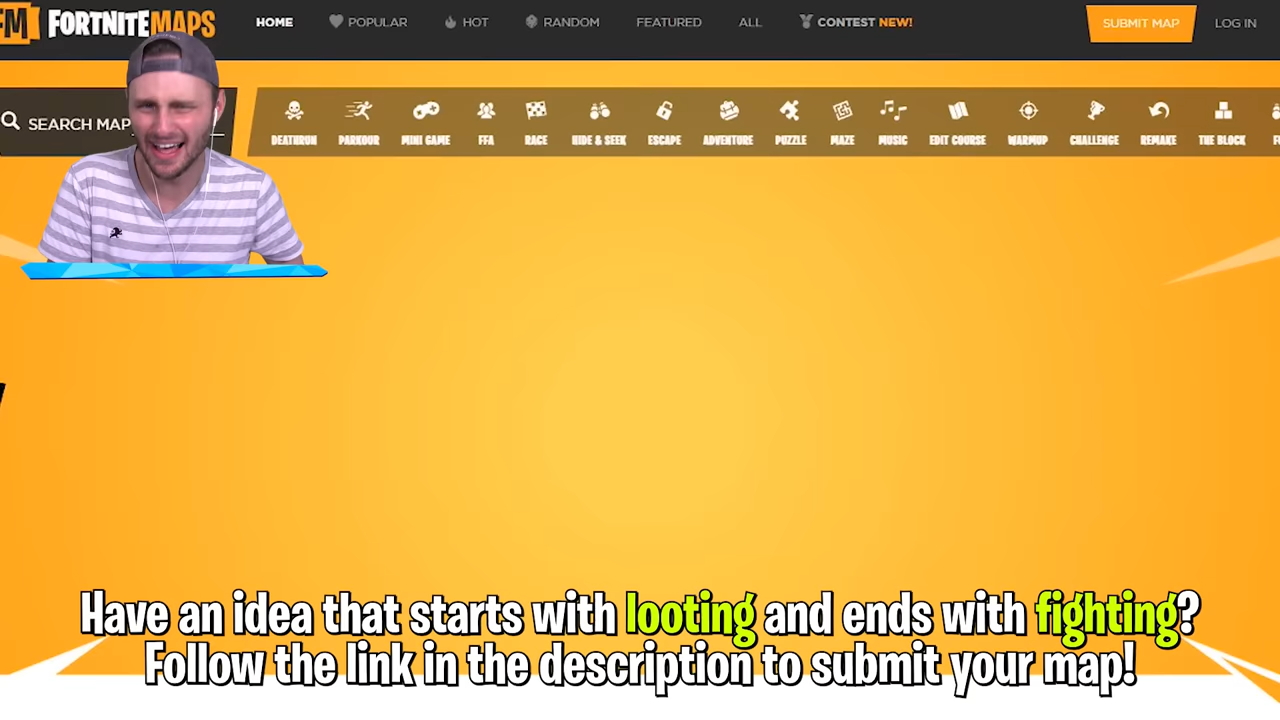 FM FORTNITEMAPS HOME POPULAR HOT RANDOM FEATURED ALL CONTEST NEW! SUBMIT MAP LOG IN
SEARCH MAP
DEATHRUN PARKOUR MINI GAME FFA RACE HIDE & SEEK ESCAPE ADVENTURE PUZZLE MAZE MUSIC EDIT COURSE WARMUP CHALLENGE REMAKE THE BLOCK
Have an idea that starts with looting and ends with fighting?
Follow the link in the description to submit your map!